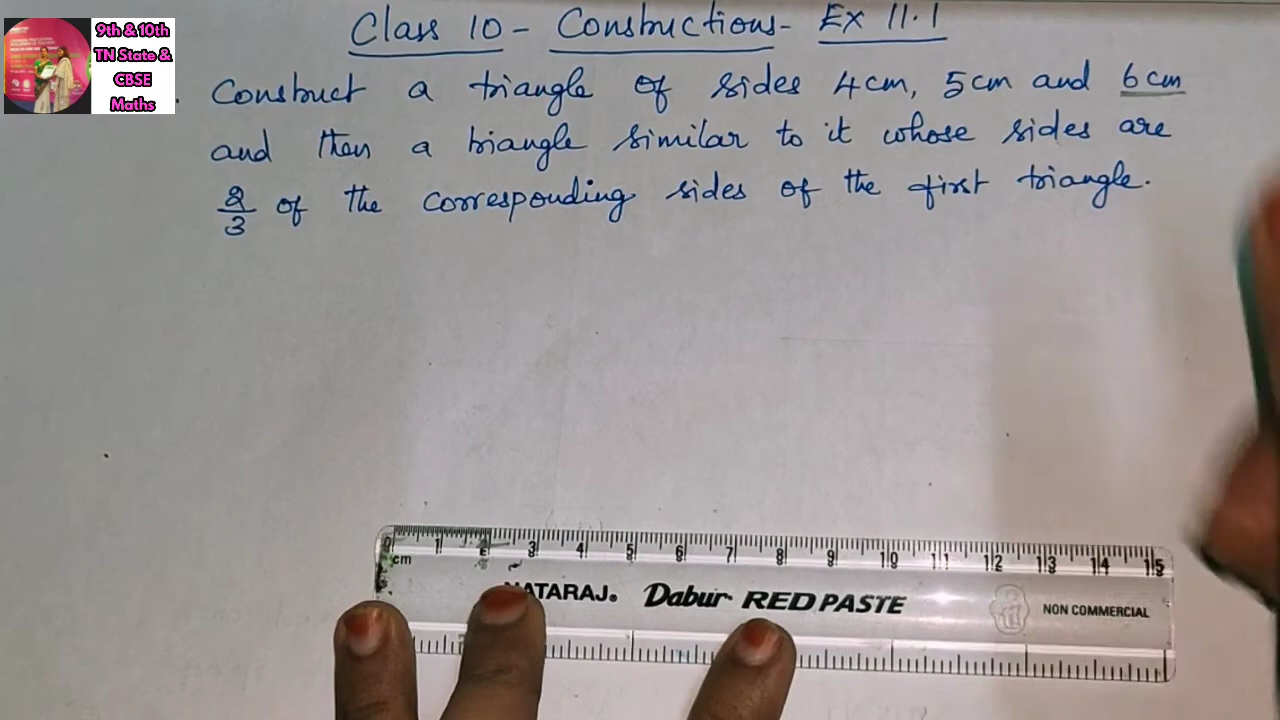 Class 10 - Constructions- Ex 11.1
9th & 10th
TN State &
CBSE
Maths
Construct a triangle of sides 4cm, 5cm and 6cm
and then a triangle similar to it whose sides are
2/3 of the corresponding sides of the first triangle.
0 1 2 3 4 5 6 7 8 9 10 11 12 13 14 15
cm
NATARAJ. Dabur RED PASTE NON COMMERCIAL